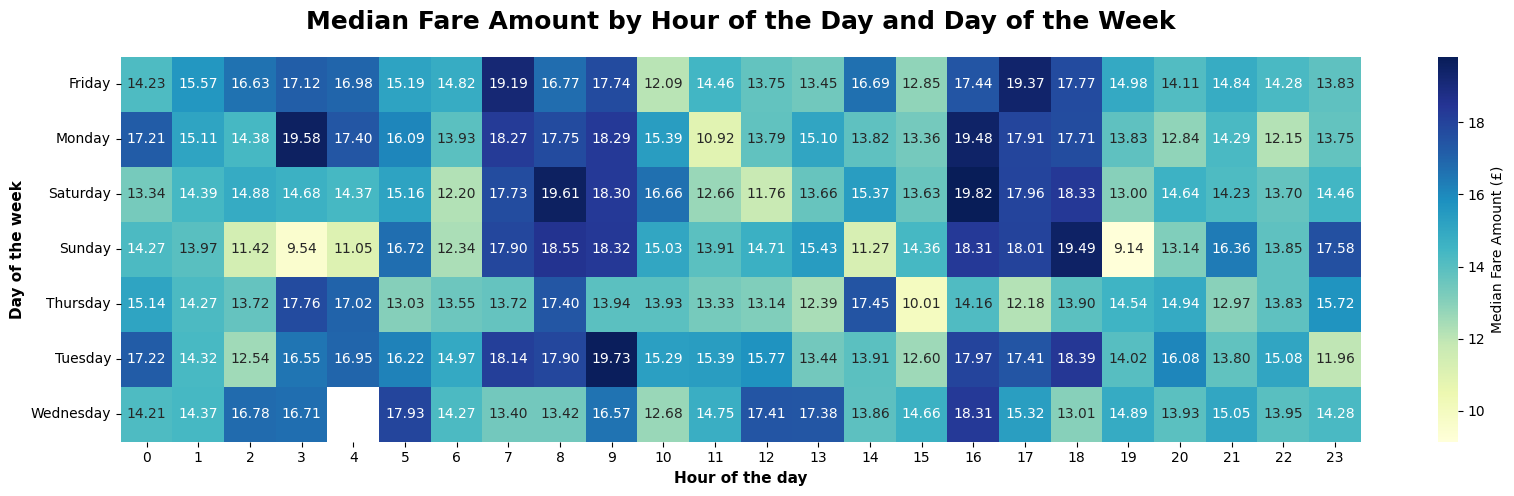 Median Fare Amount by Hour of the Day and Day of the Week
Day of the week
Friday 14.23 15.57 16.63 17.12 16.98 15.19 14.82 19.19 16.77 17.74 12.09 14.46 13.75 13.45 16.69 12.85 17.44 19.37 17.77 14.98 14.11 14.84 14.28 13.83
Monday 17.21 15.11 14.38 19.58 17.40 16.09 13.93 18.27 17.75 18.29 15.39 10.92 13.79 15.10 13.82 13.36 19.48 17.91 17.71 13.83 12.84 14.29 12.15 13.75
Saturday 13.34 14.39 14.88 14.68 14.37 15.16 12.20 17.73 19.61 18.30 16.66 12.66 11.76 13.66 15.37 13.63 19.82 17.96 18.33 13.00 14.64 14.23 13.70 14.46
Sunday 14.27 13.97 11.42 9.54 11.05 16.72 12.34 17.90 18.55 18.32 15.03 13.91 14.71 15.43 11.27 14.36 18.31 18.01 19.49 9.14 13.14 16.36 13.85 17.58
Thursday 15.14 14.27 13.72 17.76 17.02 13.03 13.55 13.72 17.40 13.94 13.93 13.33 13.14 12.39 17.45 10.01 14.16 12.18 13.90 14.54 14.94 12.97 13.83 15.72
Tuesday 17.22 14.32 12.54 16.55 16.95 16.22 14.97 18.14 17.90 19.73 15.29 15.39 15.77 13.44 13.91 12.60 17.97 17.41 18.39 14.02 16.08 13.80 15.08 11.96
Wednesday 14.21 14.37 16.78 16.71 17.93 14.27 13.40 13.42 16.57 12.68 14.75 17.41 17.38 13.86 14.66 18.31 15.32 13.01 14.89 13.93 15.05 13.95 14.28
0 1 2 3 4 5 6 7 8 9 10 11 12 13 14 15 16 17 18 19 20 21 22 23
Hour of the day
18
16
14
12
10
Median Fare Amount (£)